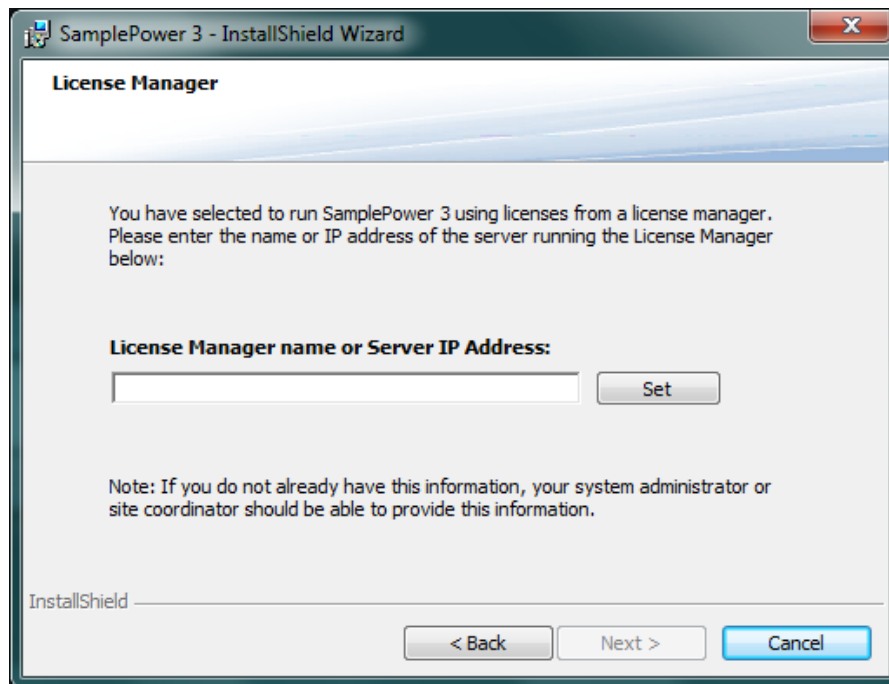 SamplePower 3 - InstallShield Wizard
License Manager
You have selected to run SamplePower 3 using licenses from a license manager.
Please enter the name or IP address of the server running the License Manager
below:
License Manager name or Server IP Address:
Set
Note: If you do not already have this information, your system administrator or
site coordinator should be able to provide this information.
InstallShield
< Back Next > Cancel